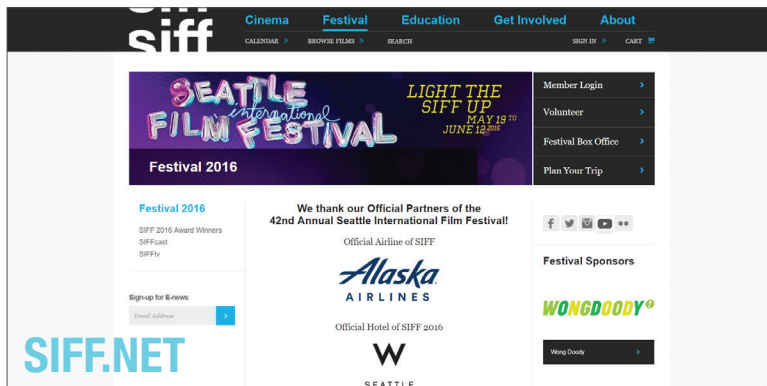 siff
Cinema
Festival
Education
Get Involved
About
CALENDAR »
BROWSE FILMS »
SEARCH
SIGN IN »
CART
SEATTLE
international
FILM FESTIVAL
LIGHT THE
SIFF UP
MAY 19 TO
JUNE 12 2016
Festival 2016
Member Login
Volunteer
Festival Box Office
Plan Your Trip
Festival 2016
SIFF 2016 Award Winners
SIFFcast
SIFFtv
Sign-up for E-news
Email Address
We thank our Official Partners of the
42nd Annual Seattle International Film Festival!
Official Airline of SIFF
Alaska
AIRLINES
Official Hotel of SIFF 2016
W
SEATTLE
Festival Sponsors
WONGDOODY
Wong Doody
SIFF.NET